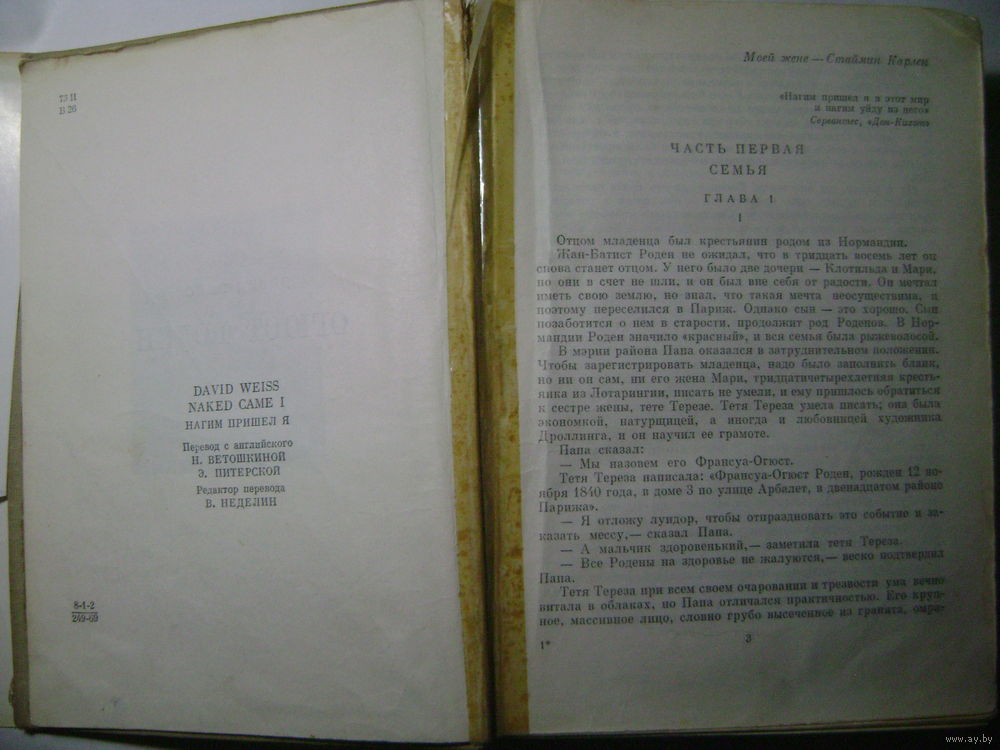 73 И
В 26
DAVID WEISS
NAKED CAME I
НАГИМ ПРИШЕЛ Я
Перевод с английского
Н. ВЕТОШКИНОЙ
Э. ПИТЕРСКОЙ
Редактор перевода
В. НЕДЕЛИН
8-1-2
249-69
Моей жене — Стаймин Карлен
«Нагим пришел я в этот мир
и нагим уйду из него»
Сервантес, «Дон-Кихот»
ЧАСТЬ ПЕРВАЯ
СЕМЬЯ
ГЛАВА 1
1
Отцом младенца был крестьянин родом из Нормандии.
Жан-Батист Роден не ожидал, что в тридцать восемь лет он
снова станет отцом. У него было две дочери — Клотильда и Мари,
но они в счет не шли, и он был вне себя от радости. Он мечтал
иметь свою землю, но знал, что такая мечта неосуществима, и
поэтому переселился в Париж. Однако сын — это хорошо. Сын
позаботится о нем в старости, продолжит род Роденов. В Нор-
мандии Роден значило «красный», и вся семья была рыжеволосой.
В мэрии района Папа оказался в затруднительном положении.
Чтобы зарегистрировать младенца, надо было заполнить бланк,
но ни он сам, ни его жена Мари, тридцатичетырехлетняя кресть-
янка из Лотарингии, писать не умели, и ему пришлось обратиться
к сестре жены, тете Терезе. Тетя Тереза умела писать; она была
экономкой, натурщицей, а иногда и любовницей художника
Дроллинга, и он научил ее грамоте.
Папа сказал:
— Мы назовем его Франсуа-Огюст.
Тетя Тереза написала: «Франсуа-Огюст Роден, рожден 12 но-
ября 1840 года, в доме 3 по улице Арбалет, в двенадцатом районе
Парижа».
— Я отложу луидор, чтобы отпраздновать это событие и за-
казать мессу,— сказал Папа.
— А мальчик здоровенький,— заметила тетя Тереза.
— Все Родены на здоровье не жалуются,— веско подтвердил
Папа.
Тетя Тереза при всем своем очаровании и трезвости ума вечно
витала в облаках, но Папа отличался практичностью. Его круп-
ное, массивное лицо, словно грубо высеченное из гранита, обра-
1*
3
www.ay.by